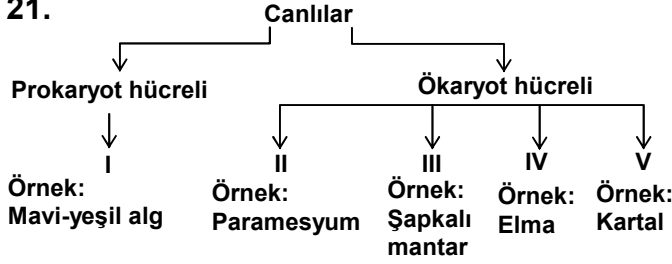 21.
Canlılar
Prokaryot hücreli
Ökaryot hücreli
I
II
III
IV
V
Örnek:
Mavi-yeşil alg
Örnek:
Paramesyum
Örnek:
Şapkalı
mantar
Örnek:
Elma
Örnek:
Kartal